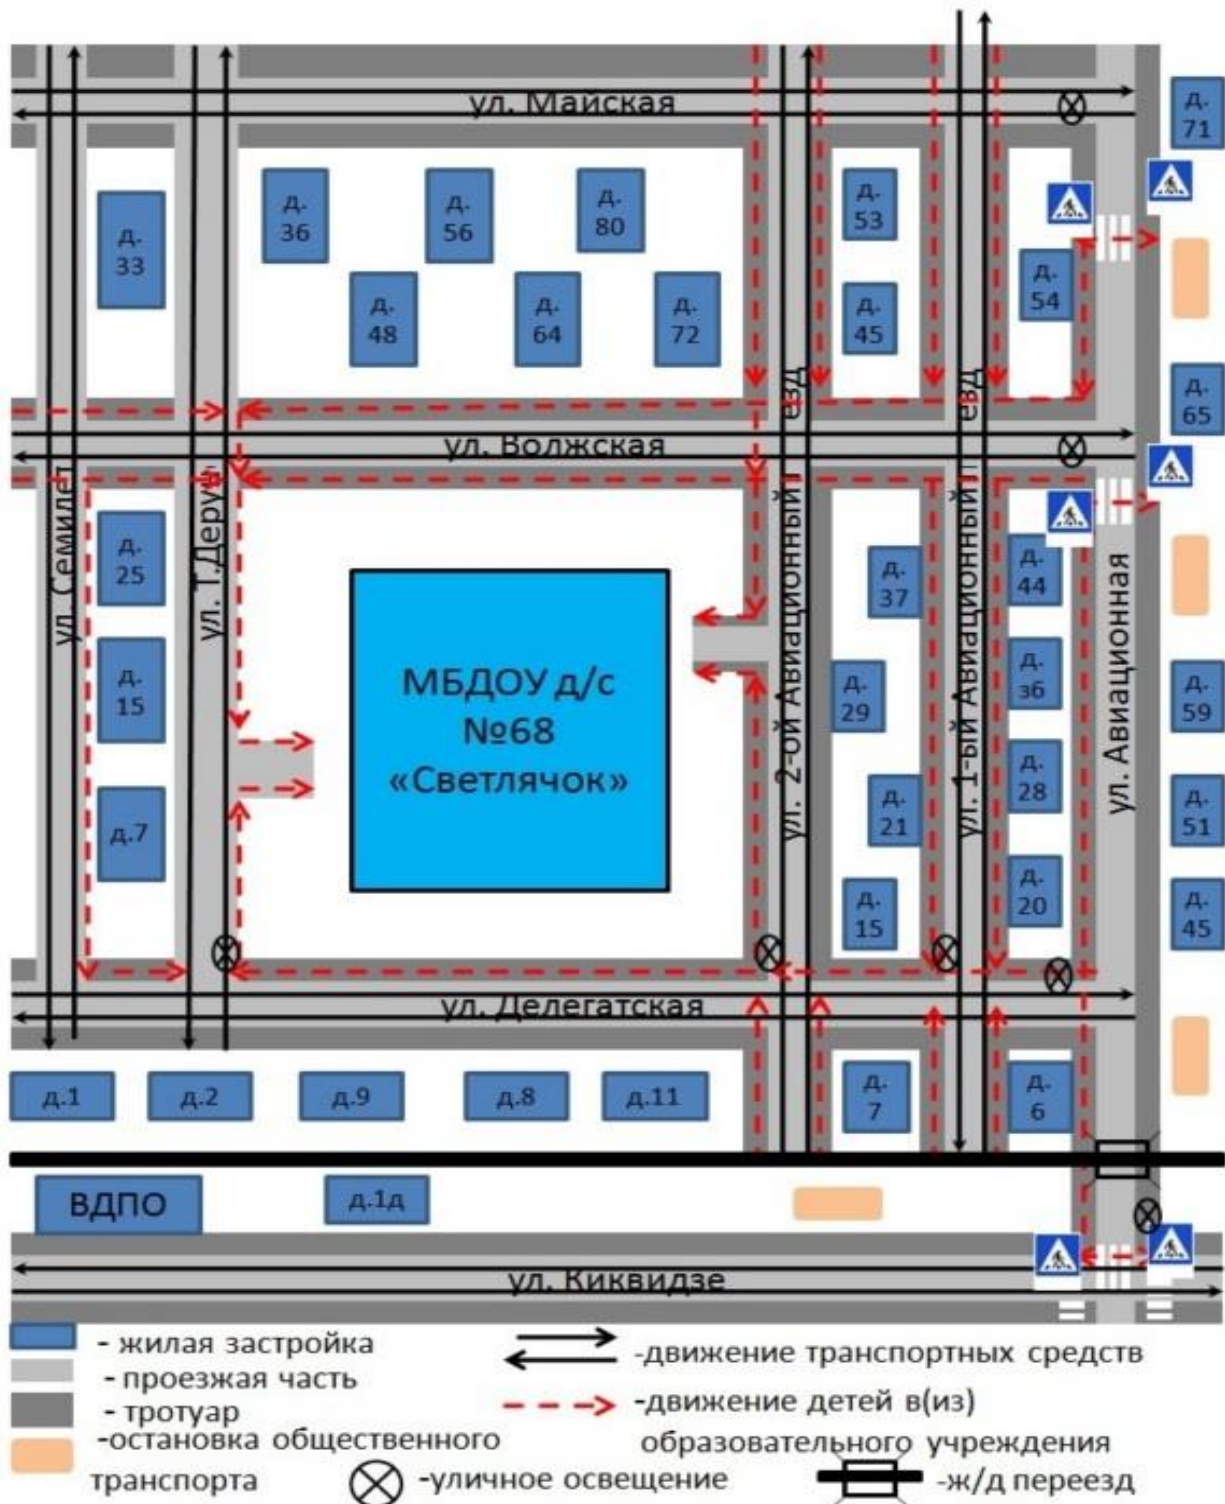 ул. Майская
д.
71
д.
33
д.
36
д.
56
д.
80
д.
53
д.
54
д.
48
д.
64
д.
72
д.
45
д.
65
езд
езд
ул. Волжская
ул. Семилет
ул. Т.Деру
ул. 2-ой Авиационный
ул. 1-ый Авиационный
ул. Авиационная
д.
25
д.
15
д.7
МБДОУ д/с
№68
«Светлячок»
д.
37
д.
29
д.
21
д.
15
д.
44
д.
36
д.
28
д.
20
д.
59
д.
51
д.
45
ул. Делегатская
д.1
д.2
д.9
д.8
д.11
д.
7
д.
6
ВДПО
д.1д
ул. Киквидзе
- жилая застройка
- проезжая часть
- тротуар
-остановка общественного
транспорта
-движение транспортных средств
-движение детей в(из)
образовательного учреждения
-уличное освещение
-ж/д переезд